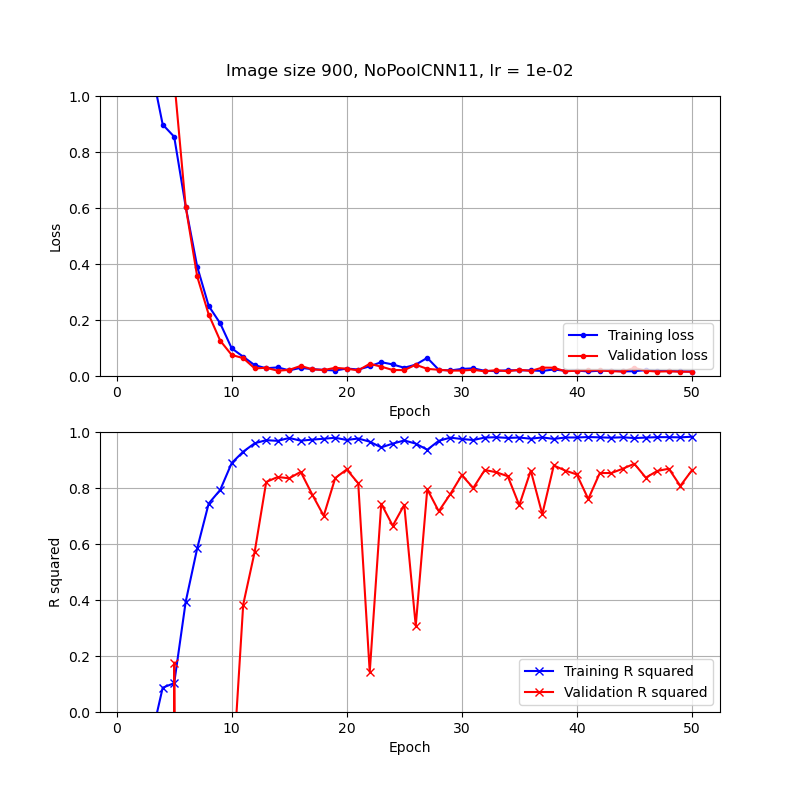 Image size 900, NoPoolCNN11, lr = 1e-02
1.0
0.8
0.6
0.4
0.2
0.0
Loss
0 10 20 30 40 50
Epoch
Training loss
Validation loss
1.0
0.8
0.6
0.4
0.2
0.0
R squared
0 10 20 30 40 50
Epoch
Training R squared
Validation R squared